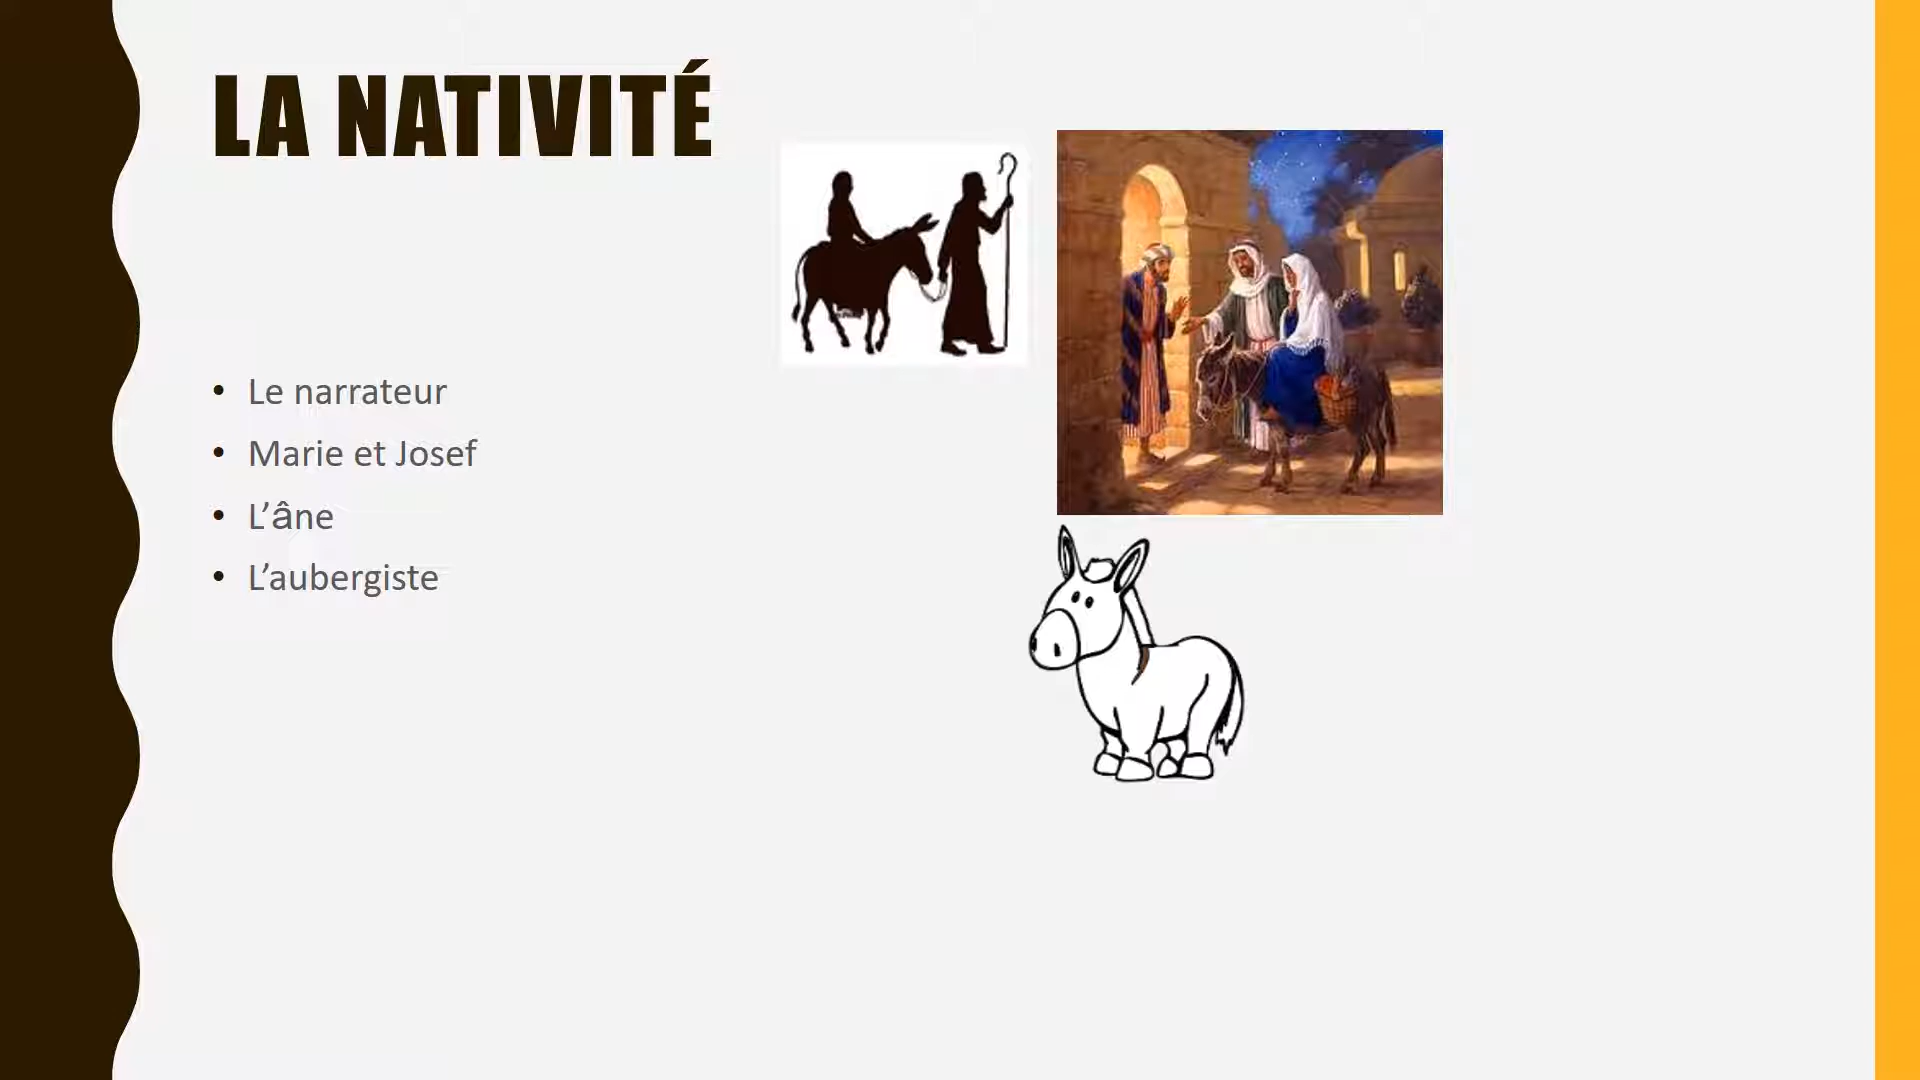 LA NATIVITÉ
• Le narrateur
• Marie et Josef
• L’âne
• L’aubergiste